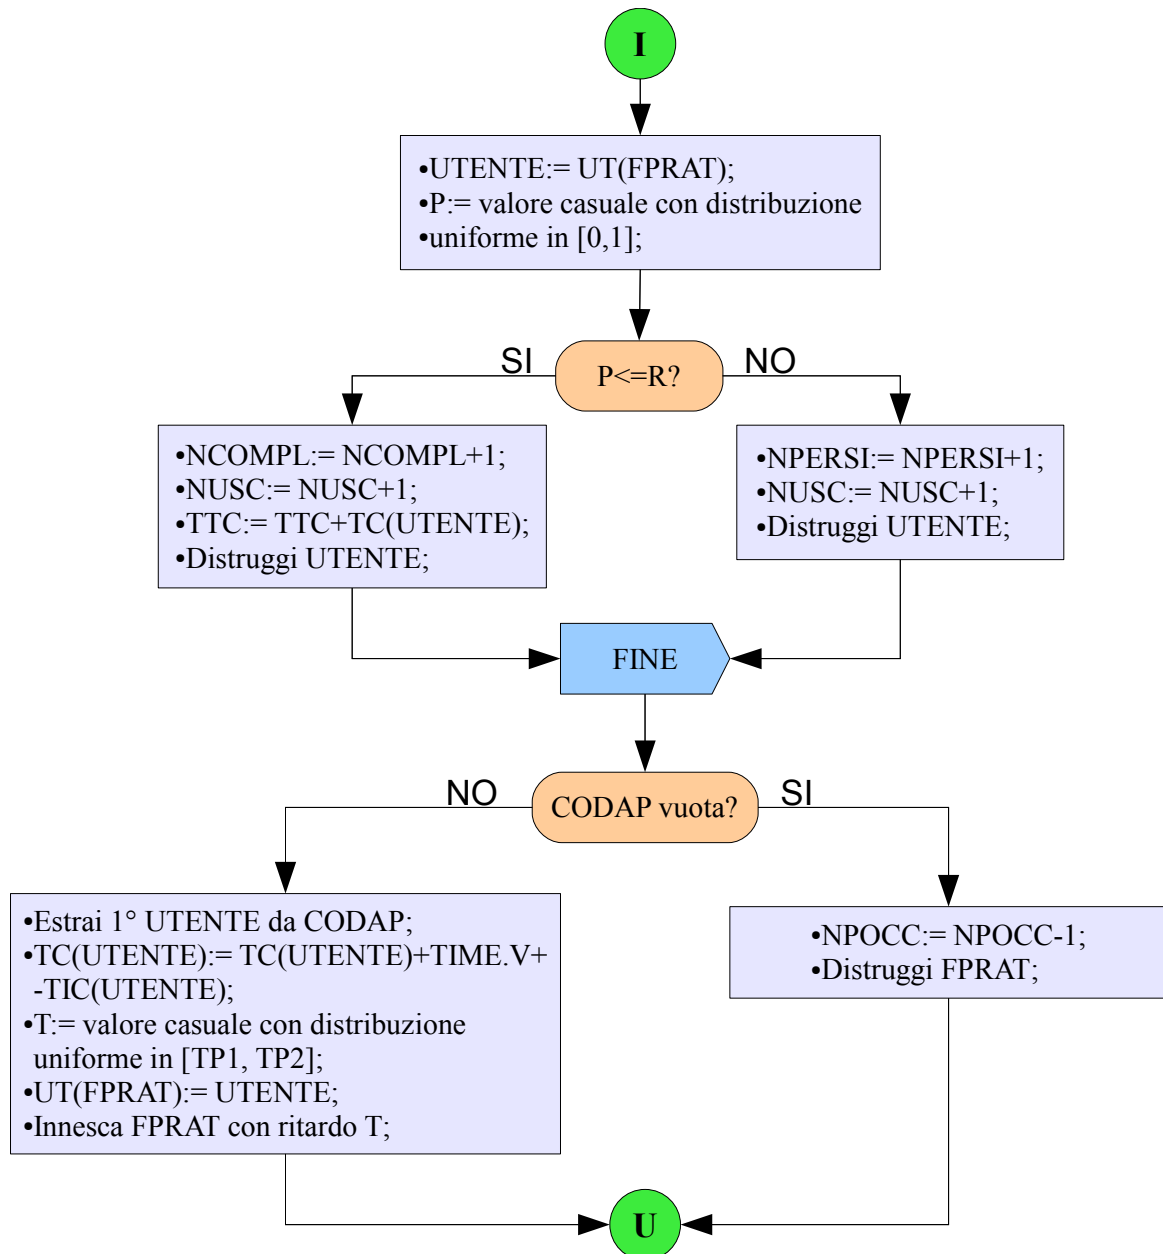 I
•UTENTE:= UT(FPRAT);
•P:= valore casuale con distribuzione
•uniforme in [0,1];
SI
P<=R?
NO
•NCOMPL:= NCOMPL+1;
•NUSC:= NUSC+1;
•TTC:= TTC+TC(UTENTE);
•Distruggi UTENTE;
•NPERSI:= NPERSI+1;
•NUSC:= NUSC+1;
•Distruggi UTENTE;
FINE
NO
CODAP vuota?
SI
•Estrai 1° UTENTE da CODAP;
•TC(UTENTE):= TC(UTENTE)+TIME.V+
-TIC(UTENTE);
•T:= valore casuale con distribuzione
uniforme in [TP1, TP2];
•UT(FPRAT):= UTENTE;
•Innesca FPRAT con ritardo T;
•NPOCC:= NPOCC-1;
•Distruggi FPRAT;
U